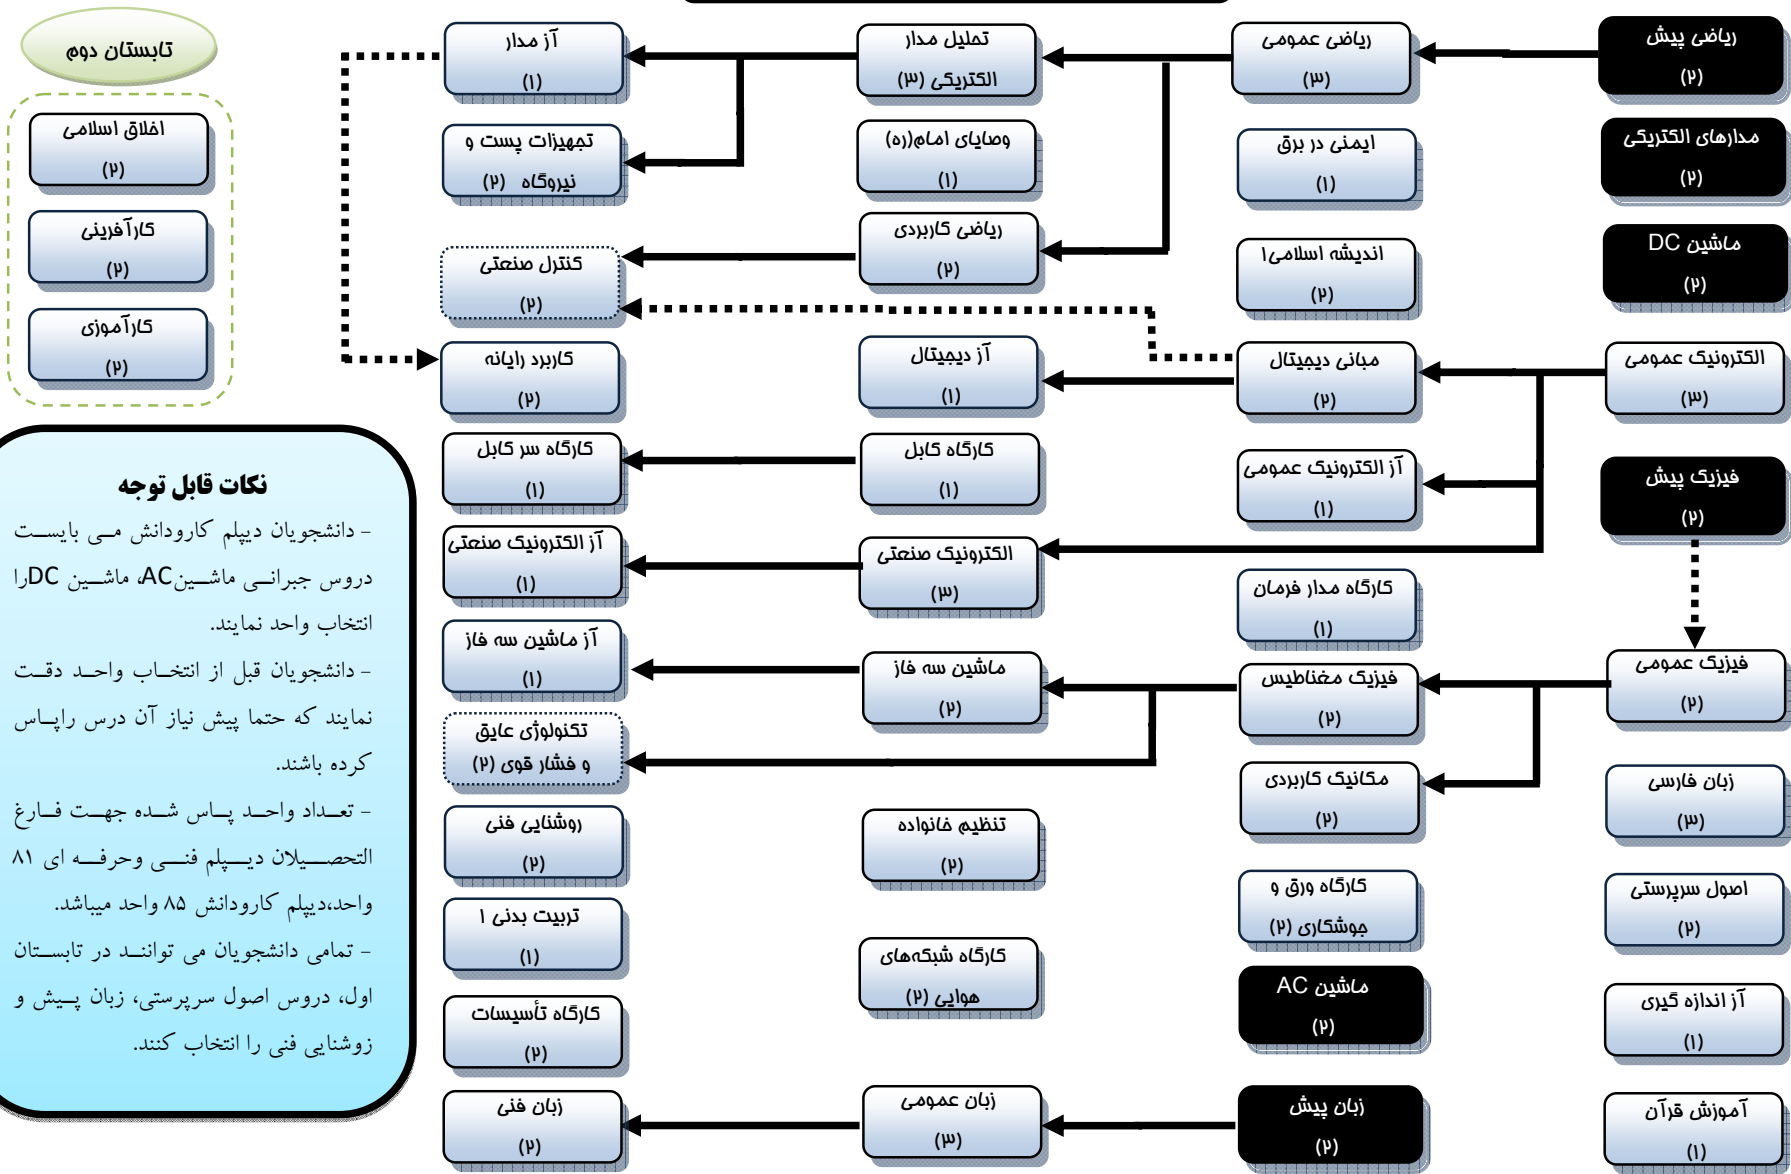 ریاضی پیش
(۲)
مدارهای الکتریکی
(۲)
ماشین DC
(۲)
الکترونیک عمومی
(۳)
فیزیک پیش
(۲)
فیزیک عمومی
(۲)
زبان فارسی
(۳)
اصول سرپرستی
(۲)
آز اندازه گیری
(۱)
آموزش قرآن
(۱)
ریاضی عمومی
(۳)
ایمنی در برق
(۱)
اندیشه اسلامی۱
(۲)
مبانی دیجیتال
(۲)
آز الکترونیک عمومی
(۱)
کارگاه مدار فرمان
(۱)
فیزیک مغناطیس
(۲)
مکانیک کاربردی
(۲)
کارگاه ورق و
جوشکاری (۲)
ماشین AC
(۲)
زبان پیش
(۲)
تحلیل مدار
الکتریکی (۳)
وصایای امام(ره)
(۱)
ریاضی کاربردی
(۲)
آز دیجیتال
(۱)
کارگاه کابل
(۱)
الکترونیک صنعتی
(۳)
ماشین سه فاز
(۲)
تنظیم خانواده
(۲)
کارگاه شبکه‌های
هوایی (۲)
زبان عمومی
(۳)
آز مدار
(۱)
تجهیزات پست و
نیروگاه (۲)
کنترل صنعتی
(۲)
کاربرد رایانه
(۲)
کارگاه سر کابل
(۱)
آز الکترونیک صنعتی
(۱)
آز ماشین سه فاز
(۱)
تکنولوژی عایق
و فشار قوی (۲)
روشنایی فنی
(۲)
تربیت بدنی ۱
(۱)
کارگاه تأسیسات
(۲)
زبان فنی
(۲)
تابستان دوم
اخلاق اسلامی
(۲)
کارآفرینی
(۲)
کارآموزی
(۲)
نکات قابل توجه
- دانشجویان دیپلم کارودانش می بایست
دروس جبرانی ماشینAC، ماشین DCرا
انتخاب واحد نمایند.
- دانشجویان قبل از انتخاب واحد دقت
نمایند که حتما پیش نیاز آن درس راپاس
کرده باشند.
- تعداد واحد پاس شده جهت فارغ
التحصیلان دیپلم فنی وحرفه ای ۸۱
واحد،دیپلم کارودانش ۸۵ واحد میباشد.
- تمامی دانشجویان می توانند در تابستان
اول، دروس اصول سرپرستی، زبان پیش و
زوشنایی فنی را انتخاب کنند.